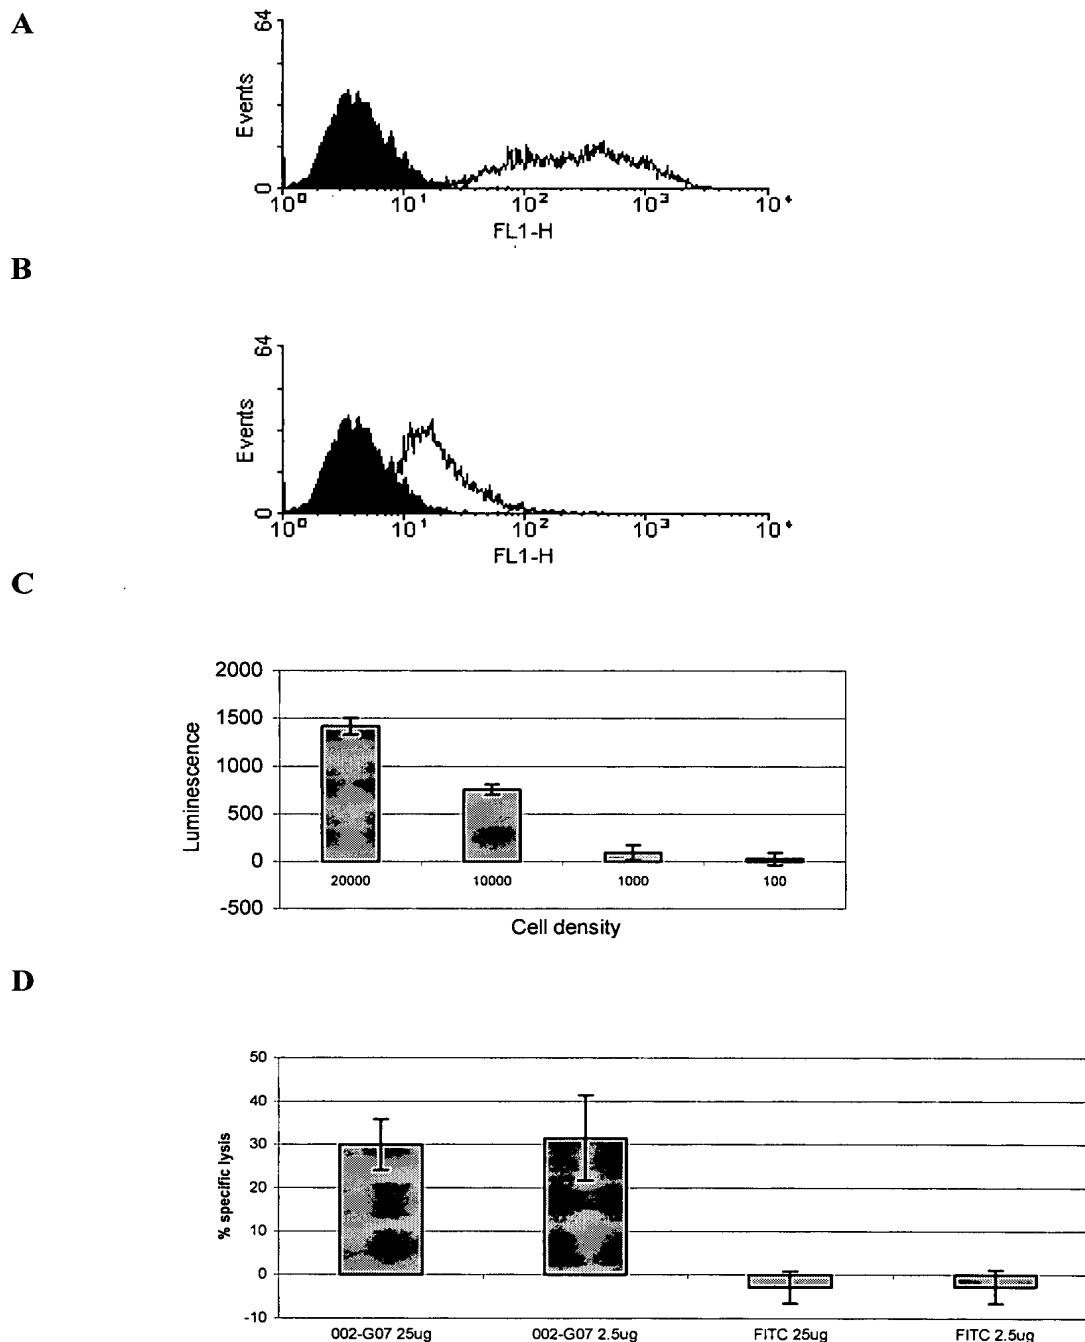 A
64
Events
0
10⁰ 10¹ 10² 10³ 10⁴
FL1-H
B
64
Events
0
10⁰ 10¹ 10² 10³ 10⁴
FL1-H
C
2000
1500
1000
500
0
-500
Luminescence
20000 10000 1000 100
Cell density
D
50
40
30
20
10
0
-10
% specific lysis
002-G07 25ug 002-G07 2.5ug FITC 25ug FITC 2.5ug